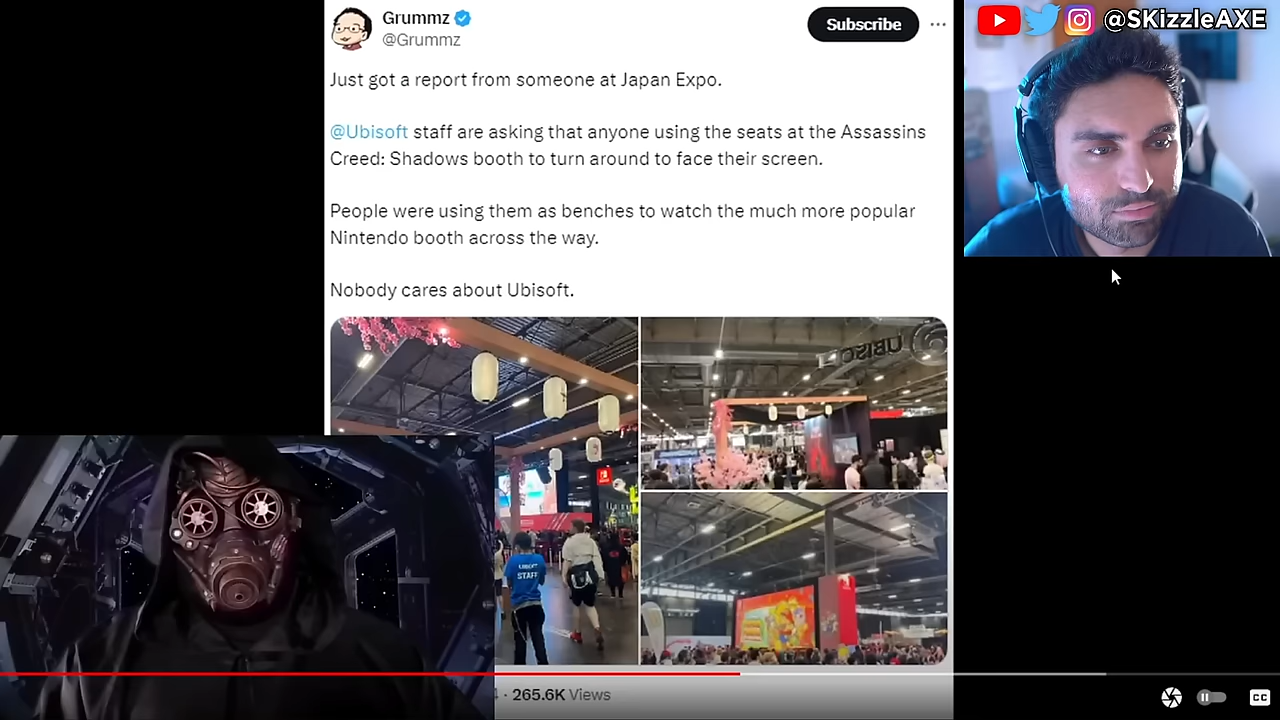 Grummz
@Grummz
Subscribe
@SKizzleAXE
Just got a report from someone at Japan Expo.
@Ubisoft staff are asking that anyone using the seats at the Assassins
Creed: Shadows booth to turn around to face their screen.
People were using them as benches to watch the much more popular
Nintendo booth across the way.
Nobody cares about Ubisoft.
UBISOFT
STAFF
· 265.6K Views
CC